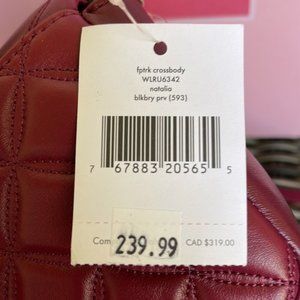 fptrk crossbody
WLRU6342
natalia
blkbry prv (593)
7 67883 20565 5
Com 239.99 CAD $319.00